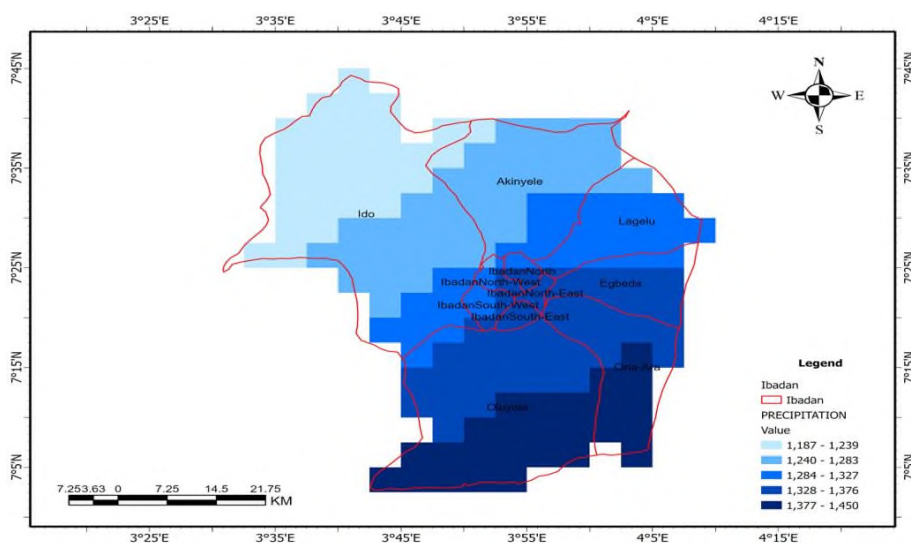 3°25'E 3°35'E 3°45'E 3°55'E 4°5'E 4°15'E
7°45'N 7°45'N
N
W E
S
7°35'N 7°35'N
Akinyele
Ido
Lagelu
7°25'N 7°25'N
IbadanNorth
IbadanNorth-West Egbeda
IbadanNorth-East
IbadanSouth-West
IbadanSouth-East
7°15'N 7°15'N
Ona-Ara
Oluyole
Legend
Ibadan
Ibadan
PRECIPITATION
Value
1,187 - 1,239
1,240 - 1,283
1,284 - 1,327
1,328 - 1,376
1,377 - 1,450
7°5'N 7°5'N
7.253.63 0 7.25 14.5 21.75
KM
3°25'E 3°35'E 3°45'E 3°55'E 4°5'E 4°15'E